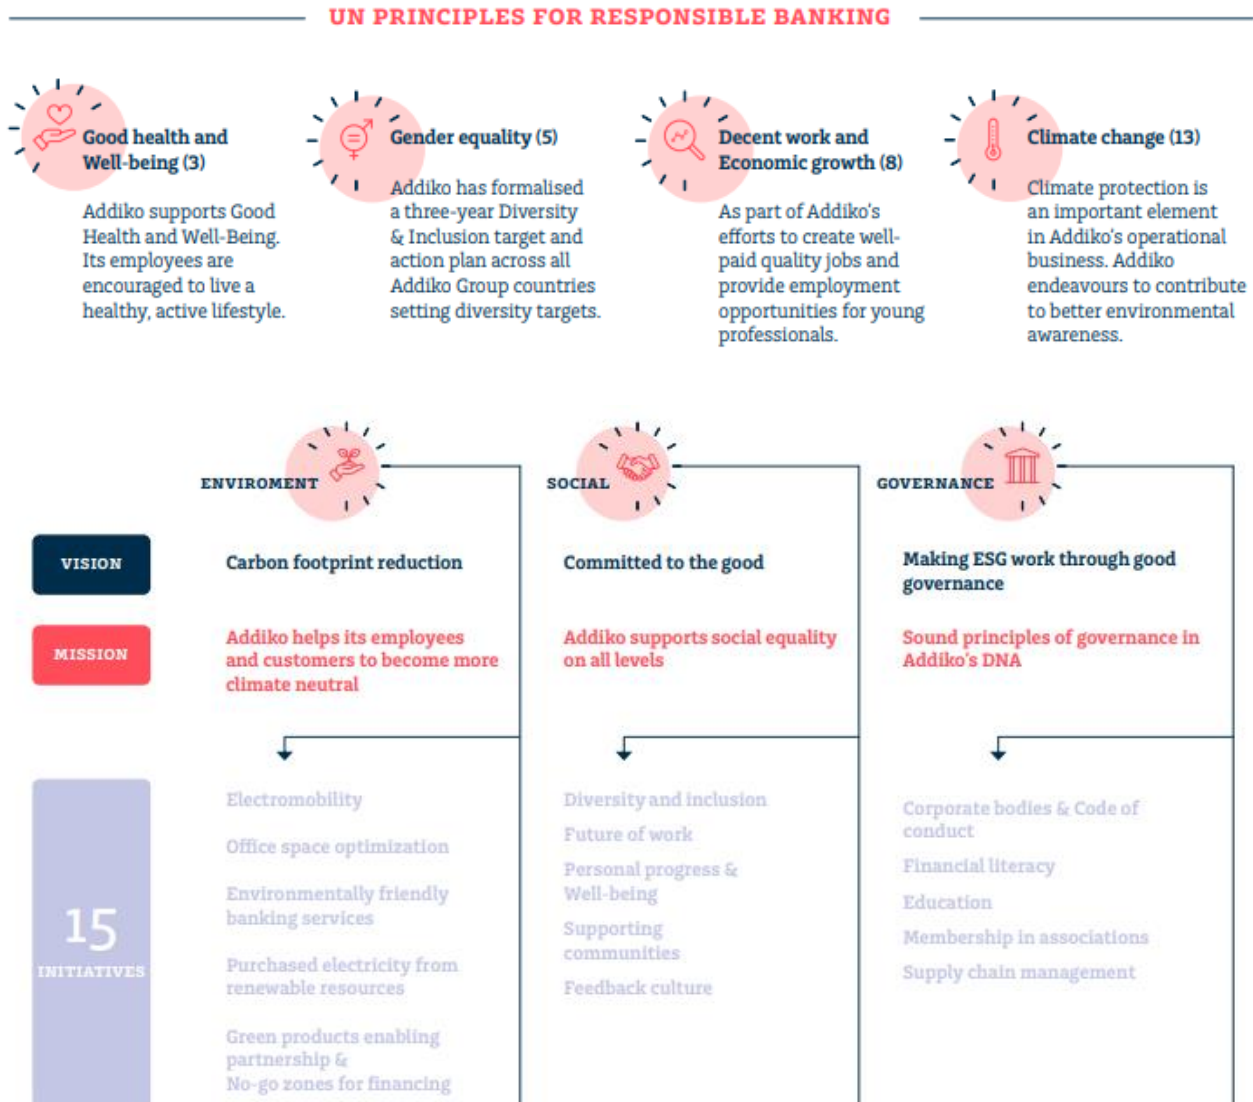 UN PRINCIPLES FOR RESPONSIBLE BANKING
Good health and
Well-being (3)
Addiko supports Good
Health and Well-Being.
Its employees are
encouraged to live a
healthy, active lifestyle.
Gender equality (5)
Addiko has formalised
a three-year Diversity
& Inclusion target and
action plan across all
Addiko Group countries
setting diversity targets.
Decent work and
Economic growth (8)
As part of Addiko's
efforts to create well-
paid quality jobs and
provide employment
opportunities for young
professionals.
Climate change (13)
Climate protection is
an important element
in Addiko's operational
business. Addiko
endeavours to contribute
to better environmental
awareness.
ENVIROMENT
SOCIAL
GOVERNANCE
VISION
Carbon footprint reduction
Committed to the good
Making ESG work through good
governance
MISSION
Addiko helps its employees
and customers to become more
climate neutral
Addiko supports social equality
on all levels
Sound principles of governance in
Addiko's DNA
15
INITIATIVES
Electromobility
Office space optimization
Environmentally friendly
banking services
Purchased electricity from
renewable resources
Green products enabling
partnership &
No-go zones for financing
Diversity and inclusion
Future of work
Personal progress &
Well-being
Supporting
communities
Feedback culture
Corporate bodies & Code of
conduct
Financial literacy
Education
Membership in associations
Supply chain management